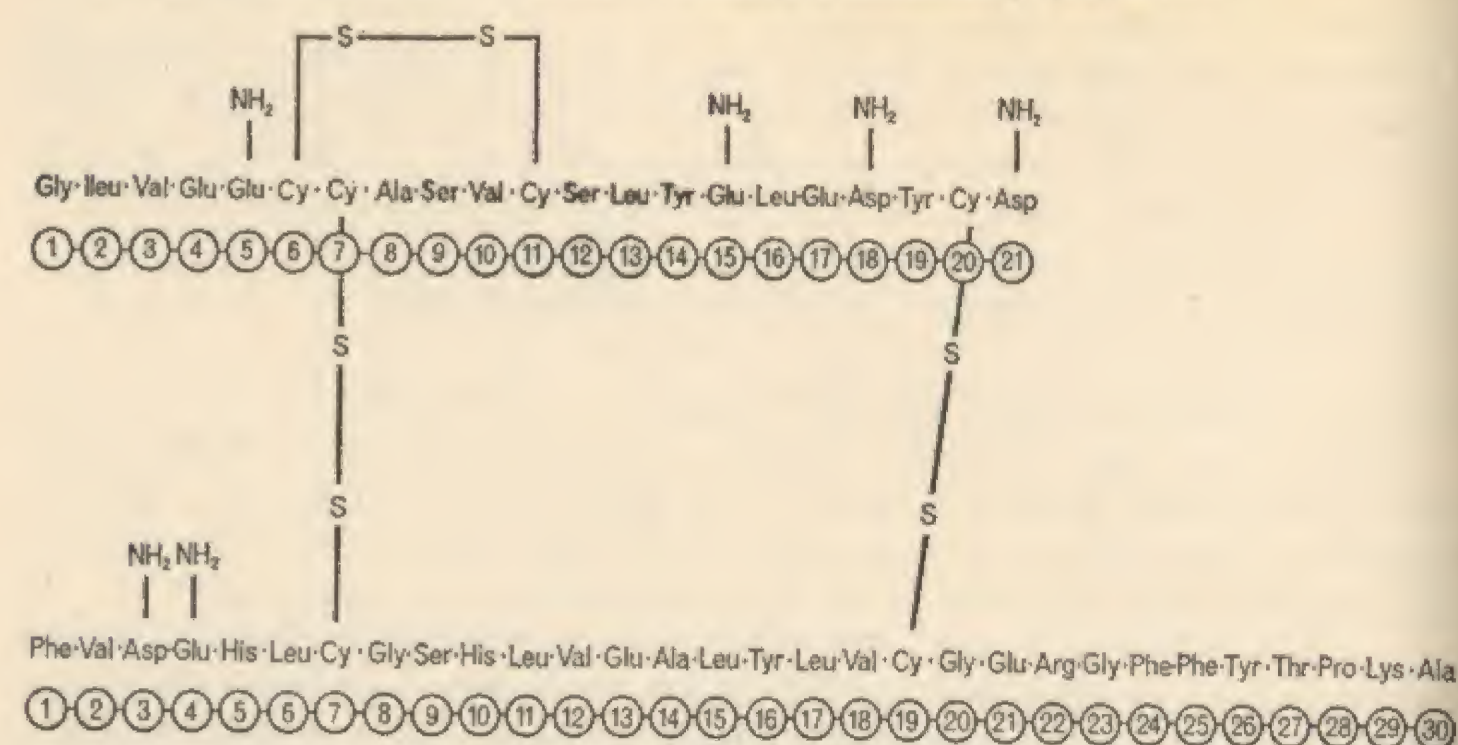 S S
NH₂ NH₂ NH₂ NH₂
Gly·Ileu·Val·Glu·Glu·Cy·Cy·Ala·Ser·Val·Cy·Ser·Leu·Tyr·Glu·Leu·Glu·Asp·Tyr·Cy·Asp
1 2 3 4 5 6 7 8 9 10 11 12 13 14 15 16 17 18 19 20 21
S S
S S
NH₂ NH₂
Phe·Val·Asp·Glu·His·Leu·Cy·Gly·Ser·His·Leu·Val·Glu·Ala·Leu·Tyr·Leu·Val·Cy·Gly·Glu·Arg·Gly·Phe·Phe·Tyr·Thr·Pro·Lys·Ala
1 2 3 4 5 6 7 8 9 10 11 12 13 14 15 16 17 18 19 20 21 22 23 24 25 26 27 28 29 30